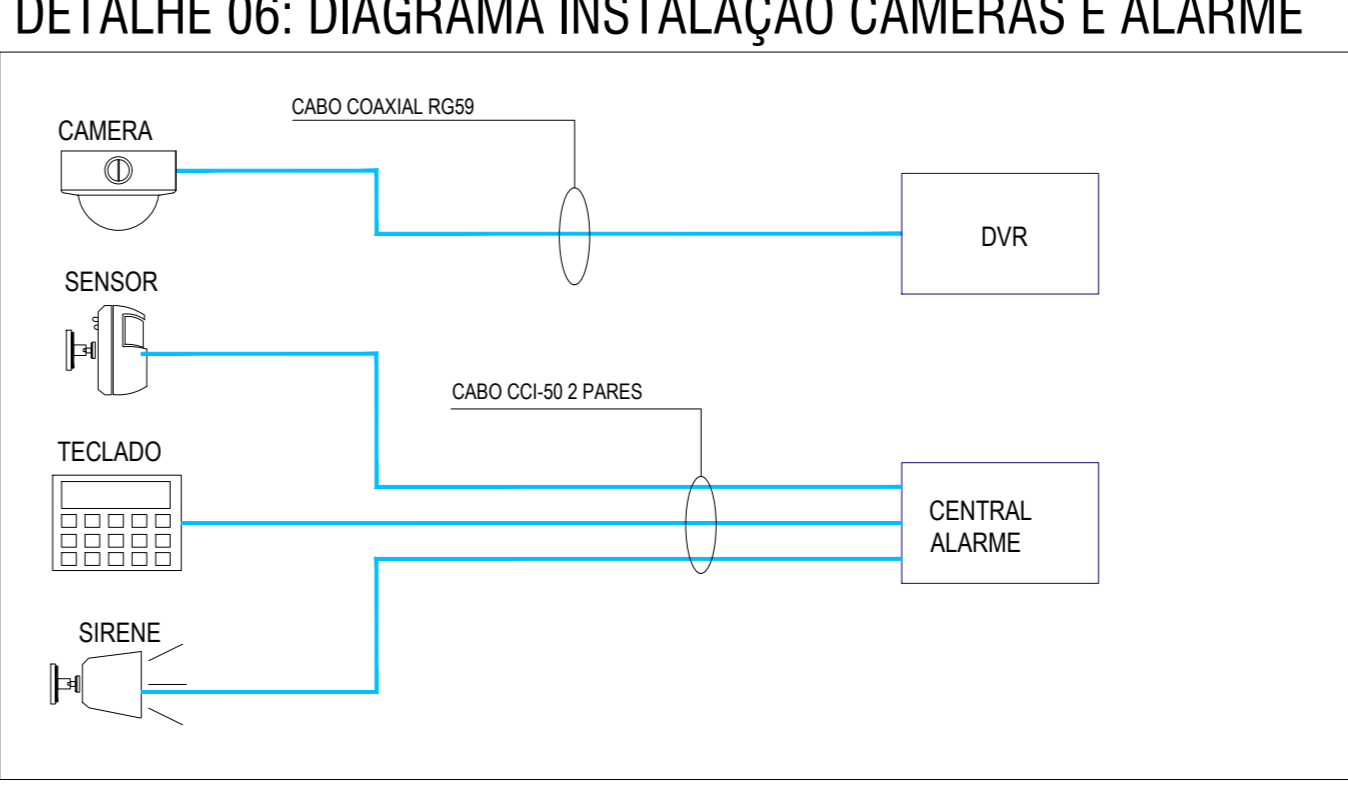 DETALHE 06: DIAGRAMA INSTALAÇÃO CAMERAS E ALARME
CABO COAXIAL RG59
CAMERA
DVR
SENSOR
CABO CCI-50 2 PARES
TECLADO
CENTRAL
ALARME
SIRENE